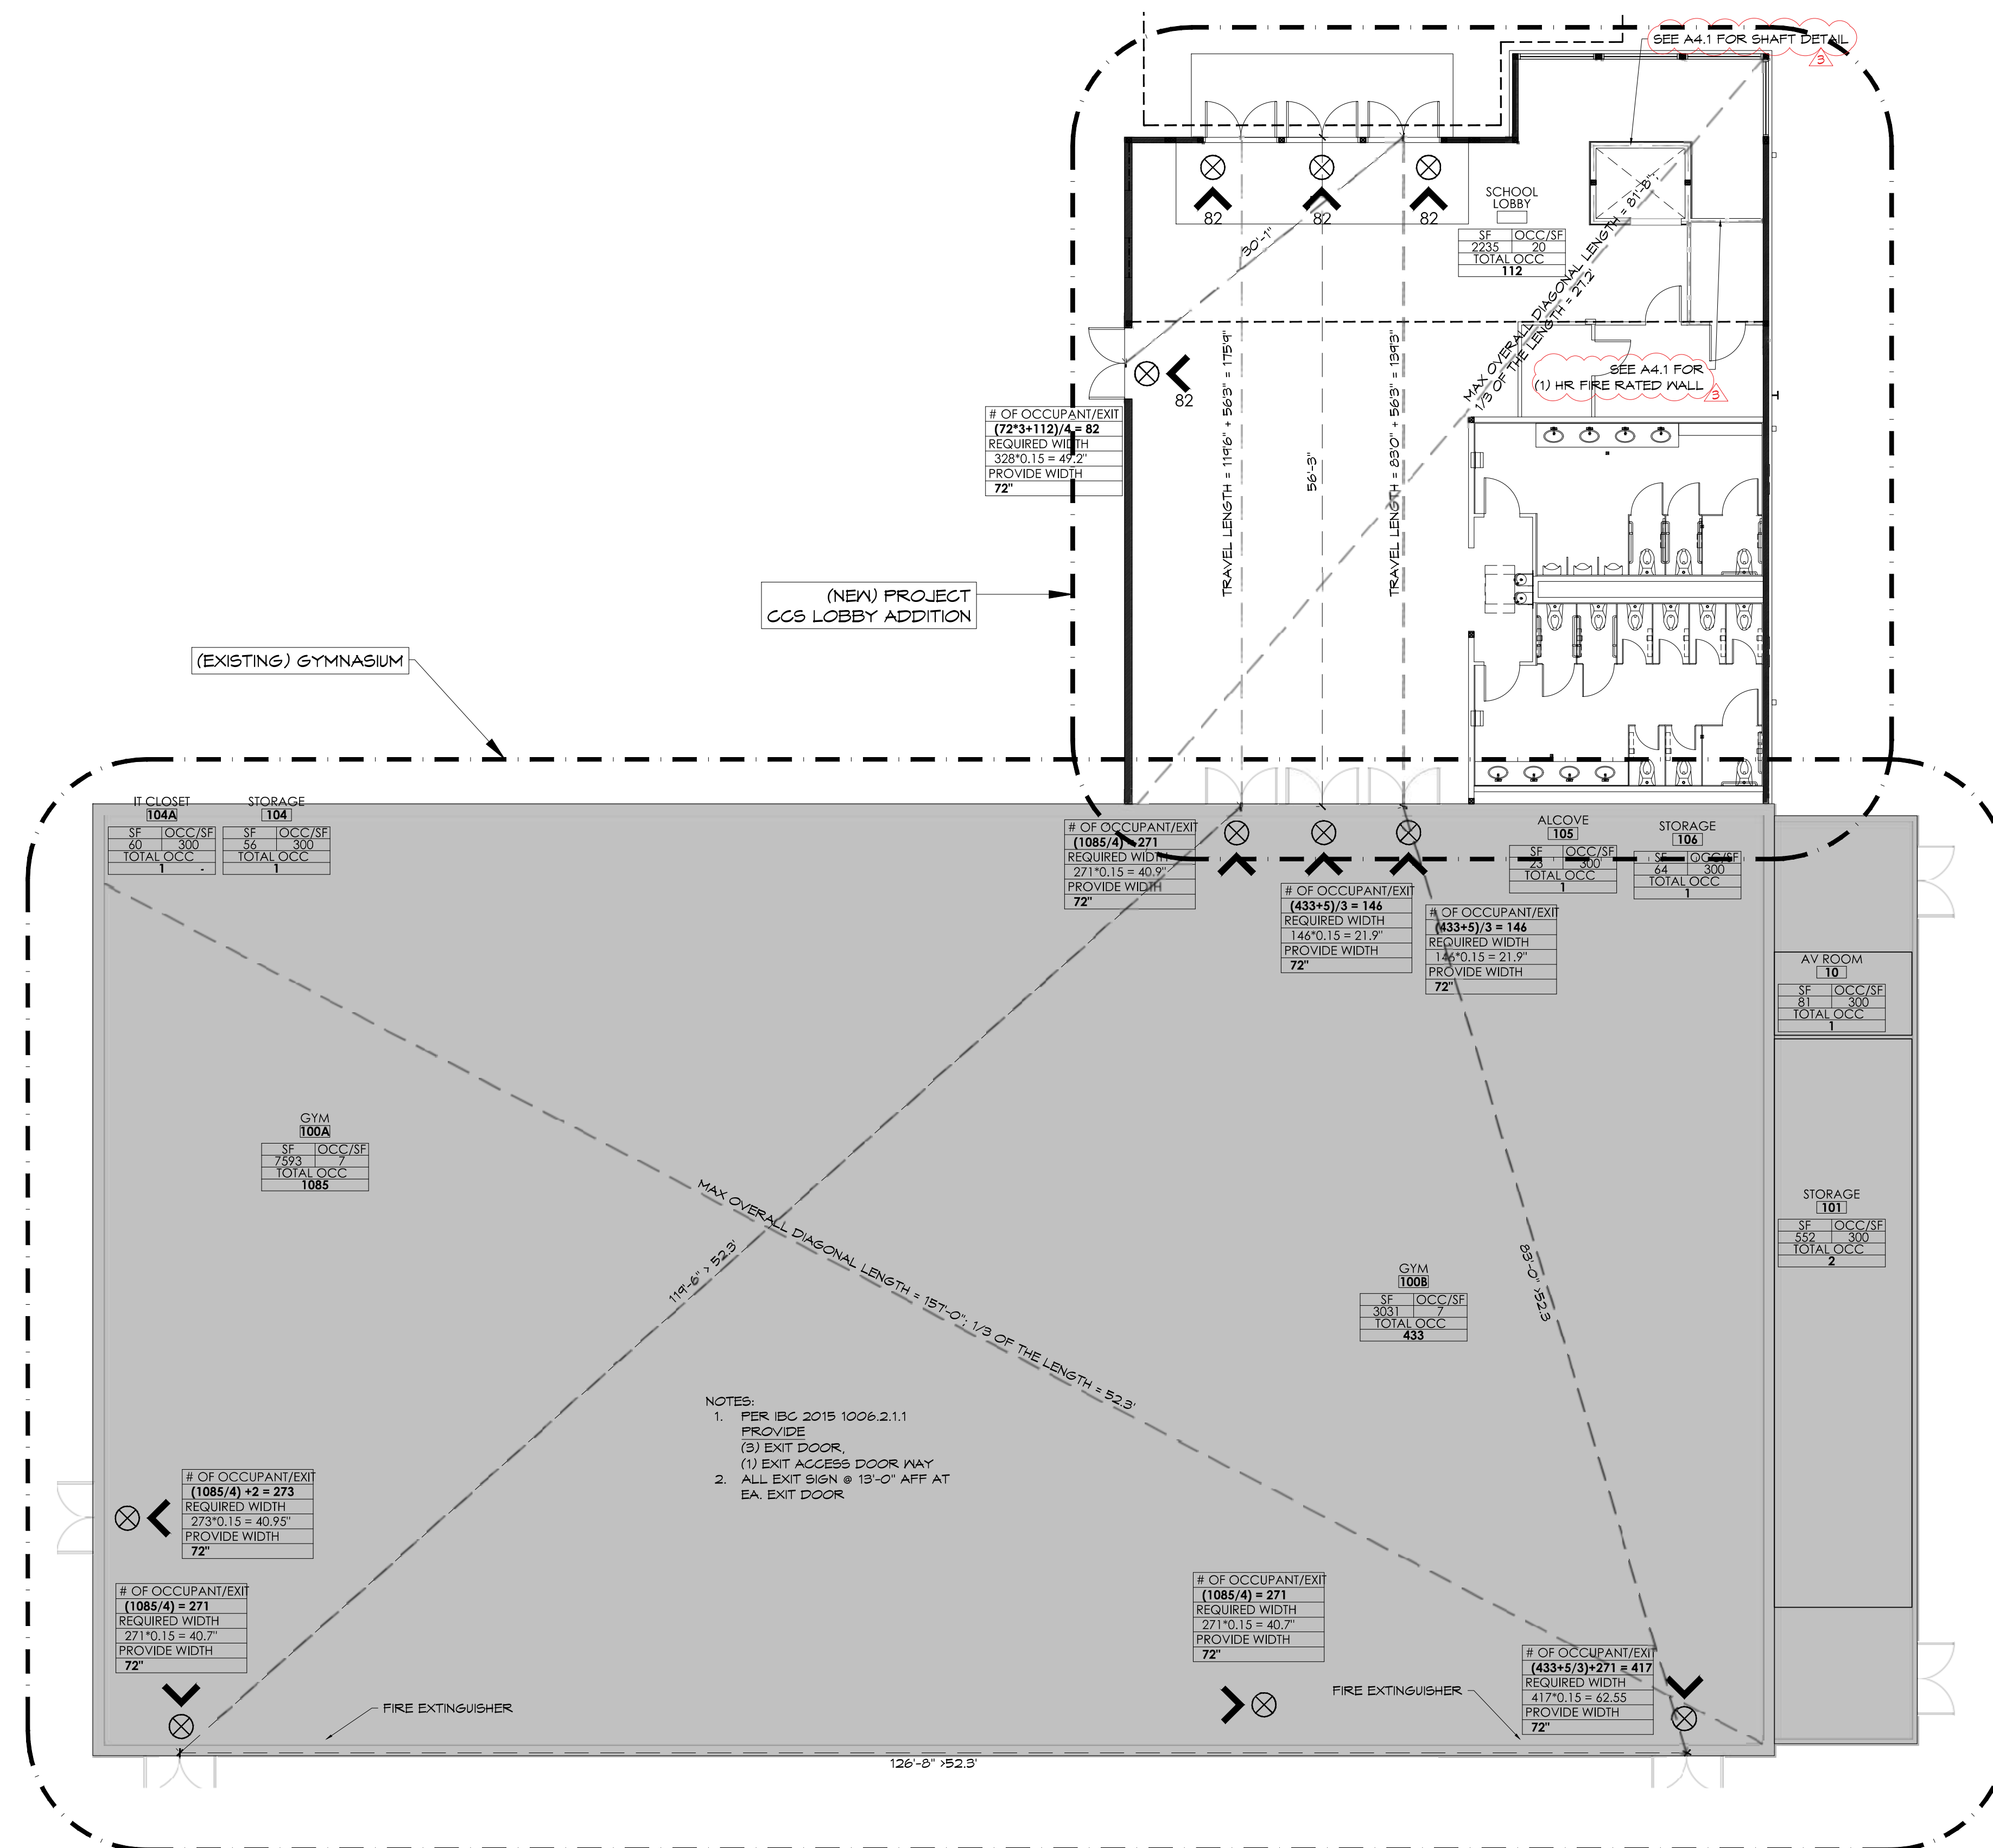 SEE A4.1 FOR SHAFT DETAIL
3
82
82
82
SCHOOL
LOBBY
SF OCC/SF
2235 20
TOTAL OCC
112
30'-1"
MAX OVERALL DIAGONAL LENGTH = 81'-8";
1/3 OF THE LENGTH = 27.2'
82
SEE A4.1 FOR
(1) HR FIRE RATED WALL
3
# OF OCCUPANT/EXIT
(72*3+112)/4 = 82
REQUIRED WIDTH
328*0.15 = 49.2"
PROVIDE WIDTH
72"
TRAVEL LENGTH = 119'6" + 56'3" = 175'9"
56'-3"
TRAVEL LENGTH = 83'0" + 56'3" = 139'3"
(NEW) PROJECT
CCS LOBBY ADDITION
(EXISTING) GYMNASIUM
IT CLOSET
104A
SF OCC/SF
60 300
TOTAL OCC
1 -
STORAGE
104
SF OCC/SF
56 300
TOTAL OCC
1
# OF OCCUPANT/EXIT
(1085/4) = 271
REQUIRED WIDTH
271*0.15 = 40.9"
PROVIDE WIDTH
72"
# OF OCCUPANT/EXIT
(433+5)/3 = 146
REQUIRED WIDTH
146*0.15 = 21.9"
PROVIDE WIDTH
72"
# OF OCCUPANT/EXIT
(433+5)/3 = 146
REQUIRED WIDTH
146*0.15 = 21.9"
PROVIDE WIDTH
72"
ALCOVE
105
SF OCC/SF
23 300
TOTAL OCC
1
STORAGE
106
SF OCC/SF
64 300
TOTAL OCC
1
AV ROOM
10
SF OCC/SF
81 300
TOTAL OCC
1
GYM
100A
SF OCC/SF
7593 7
TOTAL OCC
1085
MAX OVERALL DIAGONAL LENGTH = 157'-0"; 1/3 OF THE LENGTH = 52.3'
119'-6" > 52.3'
83'-0" >52.3
STORAGE
101
SF OCC/SF
552 300
TOTAL OCC
2
GYM
100B
SF OCC/SF
3031 7
TOTAL OCC
433
NOTES:
1. PER IBC 2015 1006.2.1.1
PROVIDE
(3) EXIT DOOR,
(1) EXIT ACCESS DOOR WAY
2. ALL EXIT SIGN @ 13'-0" AFF AT
EA. EXIT DOOR
# OF OCCUPANT/EXIT
(1085/4) +2 = 273
REQUIRED WIDTH
273*0.15 = 40.95"
PROVIDE WIDTH
72"
# OF OCCUPANT/EXIT
(1085/4) = 271
REQUIRED WIDTH
271*0.15 = 40.7"
PROVIDE WIDTH
72"
# OF OCCUPANT/EXIT
(1085/4) = 271
REQUIRED WIDTH
271*0.15 = 40.7"
PROVIDE WIDTH
72"
# OF OCCUPANT/EXIT
(433+5/3)+271 = 417
REQUIRED WIDTH
417*0.15 = 62.55
PROVIDE WIDTH
72"
FIRE EXTINGUISHER
FIRE EXTINGUISHER
126'-8" >52.3'